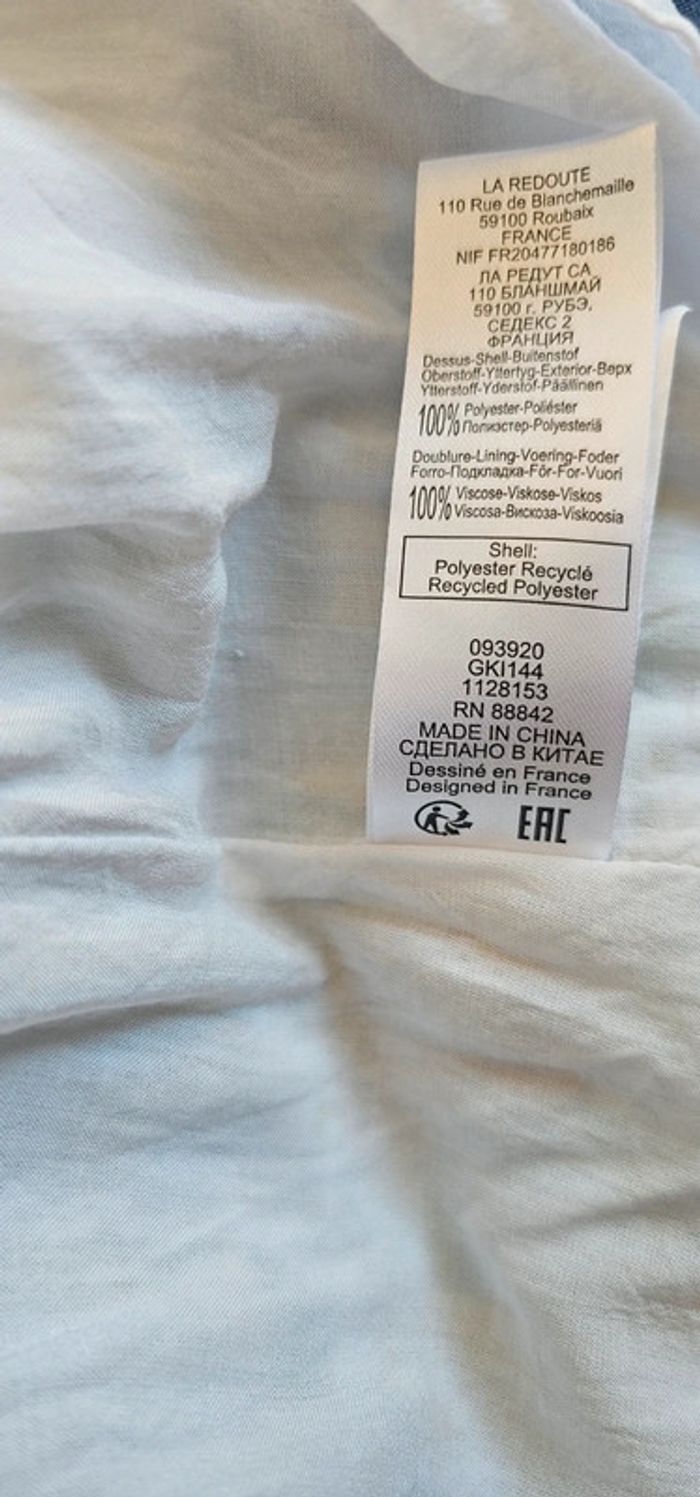 LA REDOUTE
110 Rue de Blanchemaille
59100 Roubaix
FRANCE
NIF FR20477180186
ЛА РЕДУТ СА
110 БЛАНШМАЙ
59100 г. РУБЭ,
СЕДЕКС 2
ФРАНЦИЯ
Dessus-Shell-Buitenstof
Oberstoff-Yttertyg-Exterior-Верх
Ytterstoff-Yderstof-Päällinen
100% Polyester-Poliéster
Полиэстер-Polyesteriä
Doublure-Lining-Voering-Foder
Forro-Подкладка-Fôr-For-Vuori
100% Viscose-Viskose-Viskos
Viscosa-Вискоза-Viskoosia
Shell:
Polyester Recyclé
Recycled Polyester
093920
GKI144
1128153
RN 88842
MADE IN CHINA
СДЕЛАНО В КИТАЕ
Dessiné en France
Designed in France
EAC